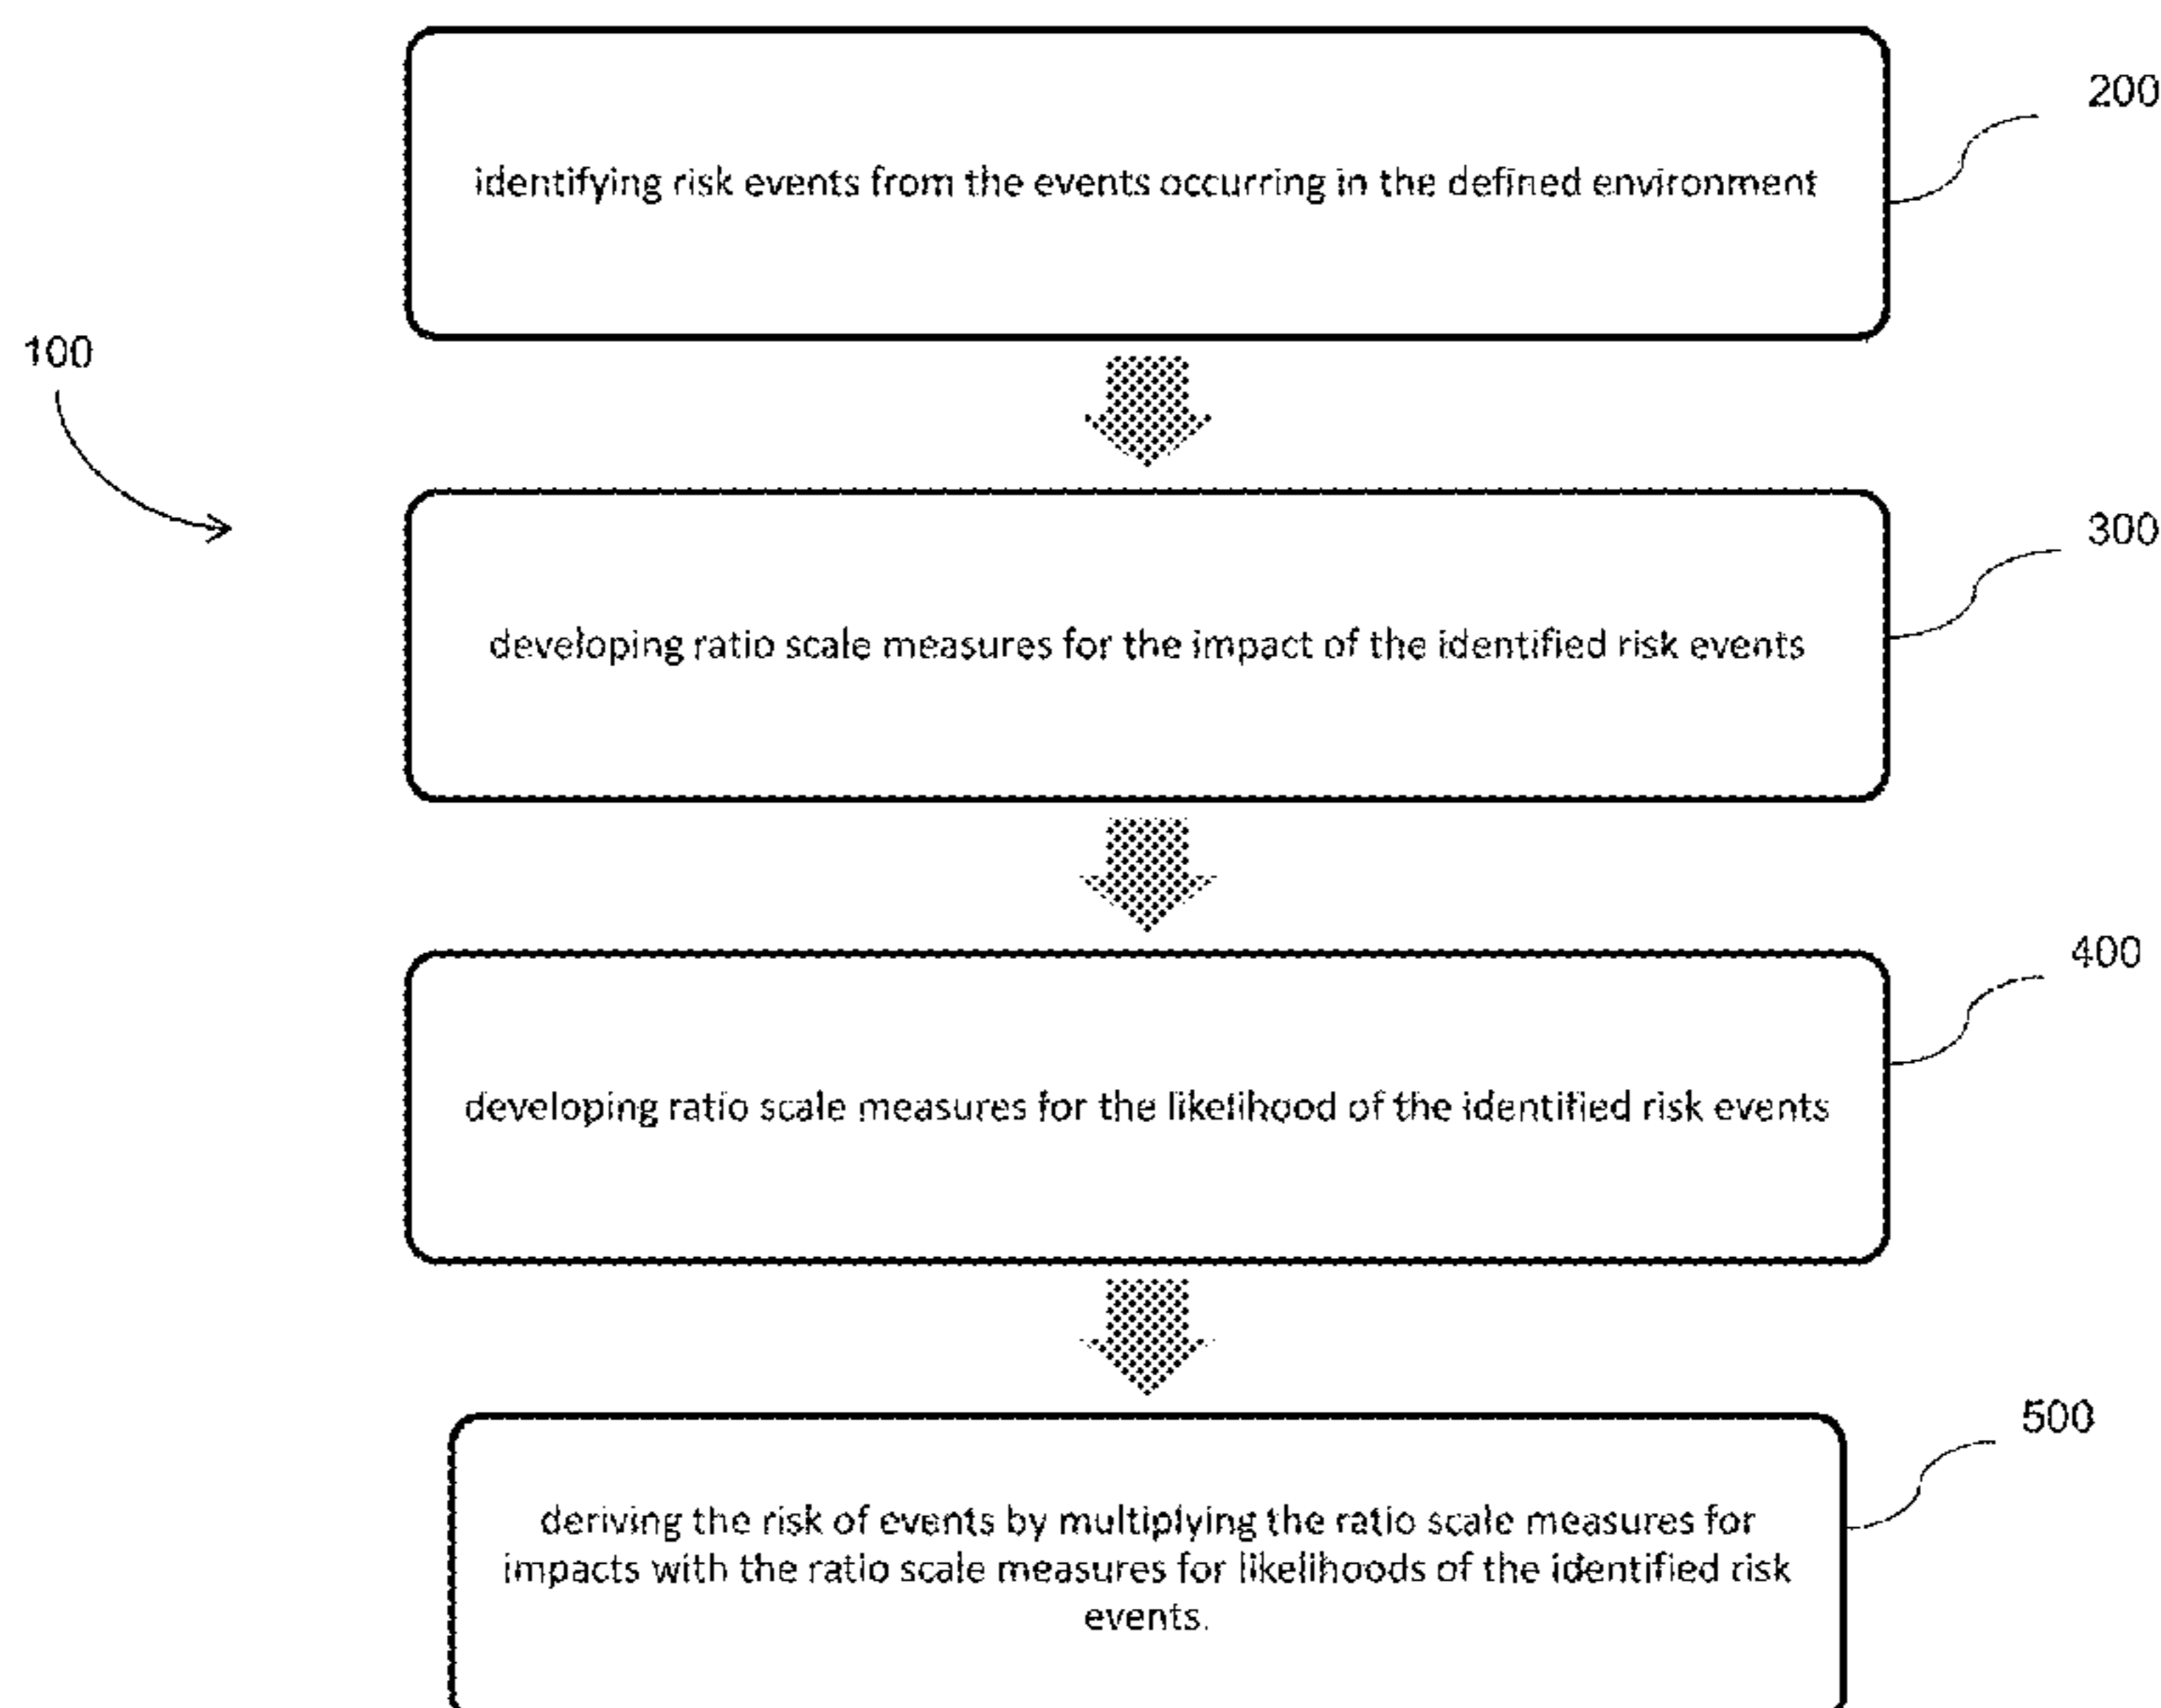 200
identifying risk events from the events occurring in the defined environment
100
300
developing ratio scale measures for the impact of the identified risk events
400
developing ratio scale measures for the likelihood of the identified risk events
500
deriving the risk of events by multiplying the ratio scale measures for
impacts with the ratio scale measures for likelihoods of the identified risk
events.